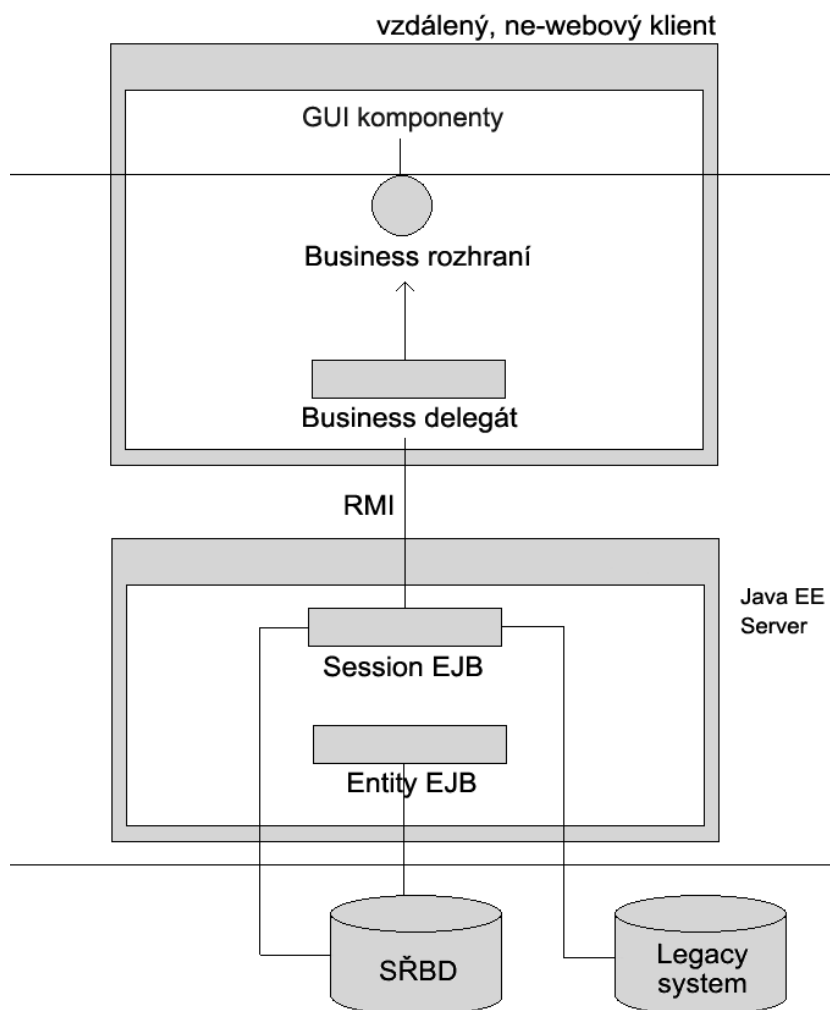 vzdálený, ne-webový klient
GUI komponenty
Business rozhraní
Business delegát
RMI
Java EE
Server
Session EJB
Entity EJB
SŘBD
Legacy
system